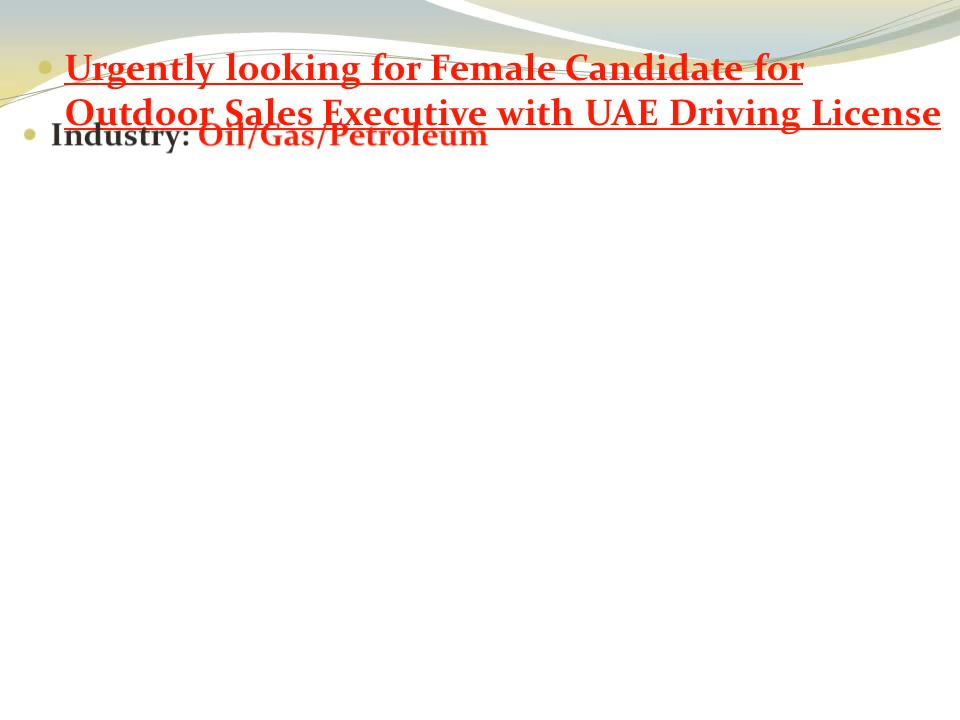 Urgently looking for Female Candidate for
Outdoor Sales Executive with UAE Driving License
Industry: Oil/Gas/Petroleum